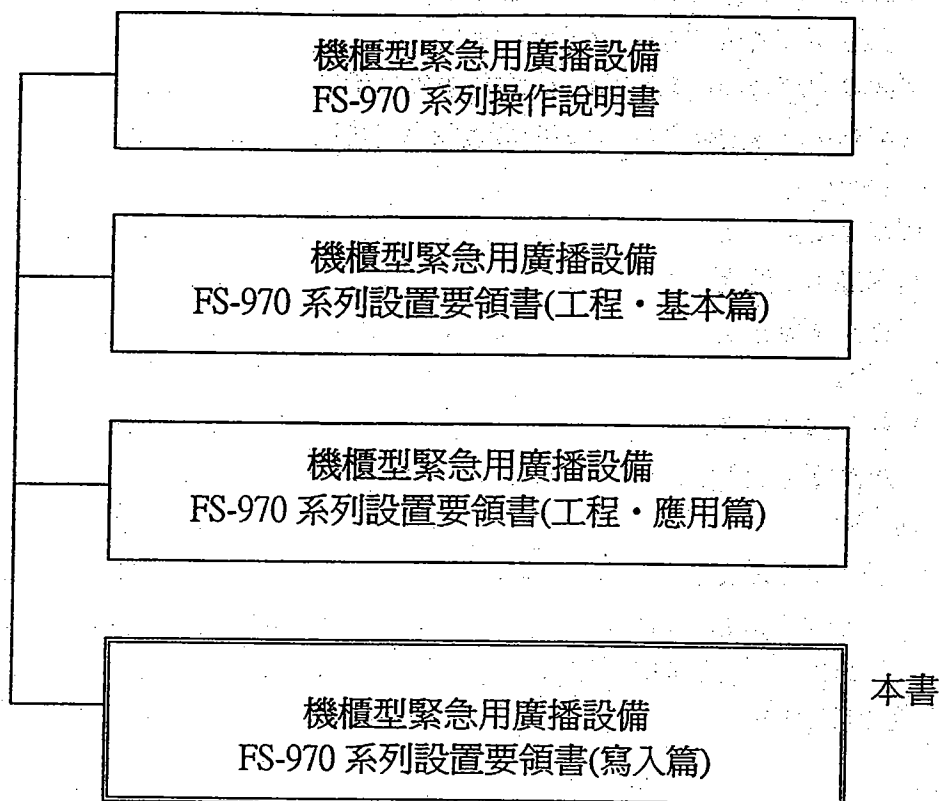 機櫃型緊急用廣播設備
FS-970 系列操作說明書
機櫃型緊急用廣播設備
FS-970 系列設置要領書(工程・基本篇)
機櫃型緊急用廣播設備
FS-970 系列設置要領書(工程・應用篇)
本書
機櫃型緊急用廣播設備
FS-970 系列設置要領書(寫入篇)